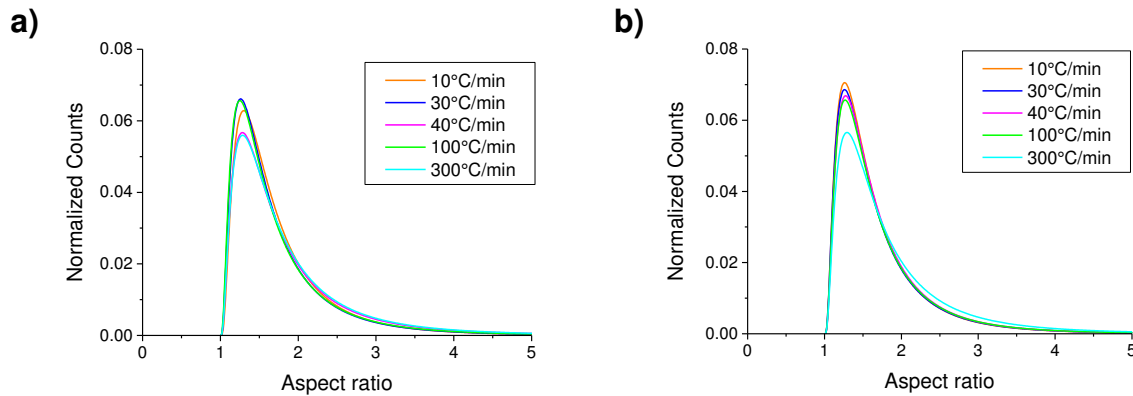 a)
0.08
0.06
0.04
0.02
0.00
Normalized Counts
10°C/min
30°C/min
40°C/min
100°C/min
300°C/min
0 1 2 3 4 5
Aspect ratio
b)
0.08
0.06
0.04
0.02
0.00
Normalized Counts
10°C/min
30°C/min
40°C/min
100°C/min
300°C/min
0 1 2 3 4 5
Aspect ratio